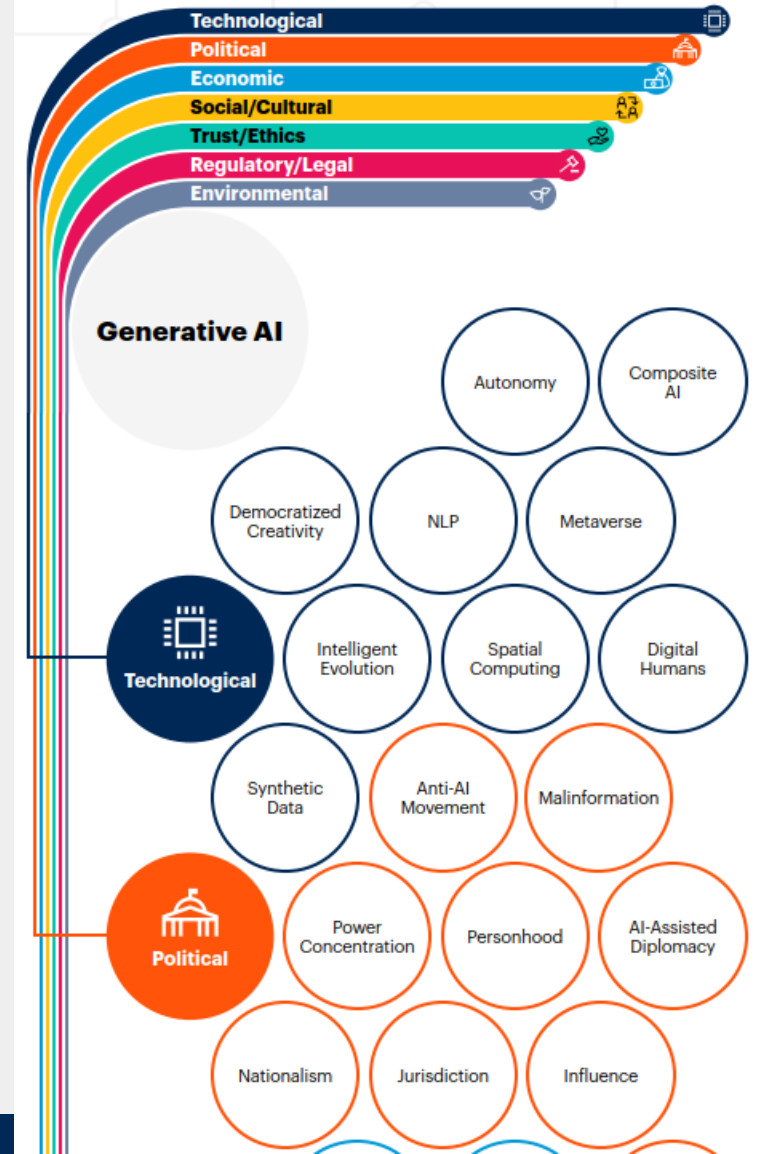 Technological
Political
Economic
Social/Cultural
Trust/Ethics
Regulatory/Legal
Environmental
Generative AI
Autonomy
Composite
AI
Democratized
Creativity
NLP
Metaverse
Technological
Intelligent
Evolution
Spatial
Computing
Digital
Humans
Synthetic
Data
Anti-AI
Movement
Malinformation
Political
Power
Concentration
Personhood
AI-Assisted
Diplomacy
Nationalism
Jurisdiction
Influence